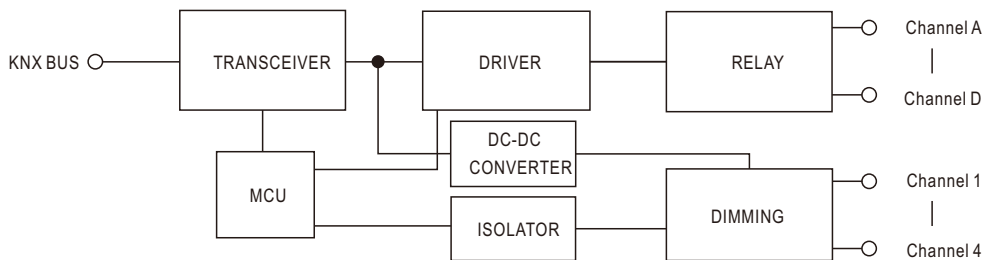 KNX BUS
TRANSCEIVER
DRIVER
RELAY
Channel A
Channel D
DC-DC
CONVERTER
MCU
ISOLATOR
DIMMING
Channel 1
Channel 4